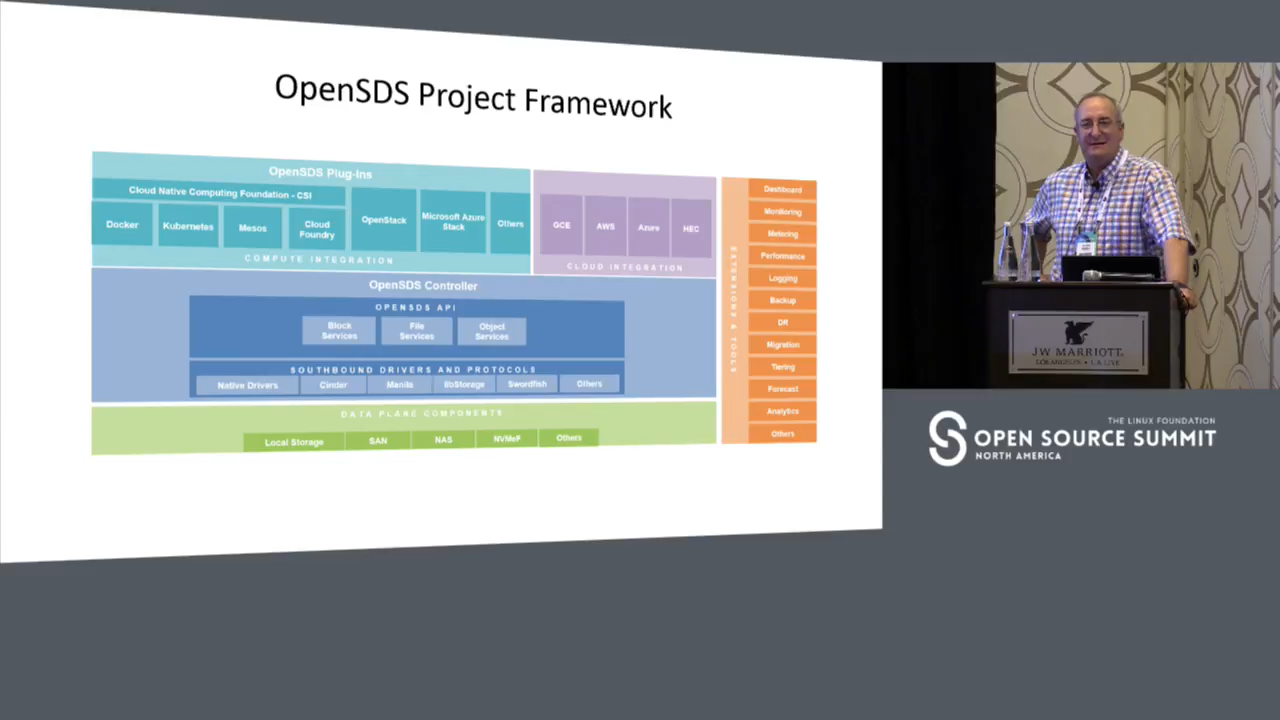 OpenSDS Project Framework
OpenSDS Plug-Ins
Cloud Native Computing Foundation - CSI
Docker
Kubernetes
Mesos
Cloud
Foundry
OpenStack
Microsoft Azure
Stack
Others
COMPUTE INTEGRATION
GCE
AWS
Azure
HEC
CLOUD INTEGRATION
OpenSDS Controller
OPENSDS API
Block
Services
File
Services
Object
Services
SOUTHBOUND DRIVERS AND PROTOCOLS
Native Drivers
Cinder
Manila
libStorage
Swordfish
Others
DATA PLANE COMPONENTS
Local Storage
SAN
NAS
NVMeF
Others
EXTENSIONS & TOOLS
Dashboard
Monitoring
Metering
Performance
Logging
Backup
DR
Migration
Tiering
Forecast
Analytics
Others
JW MARRIOTT
LOS ANGELES • L.A. LIVE
THE LINUX FOUNDATION
OPEN SOURCE SUMMIT
NORTH AMERICA